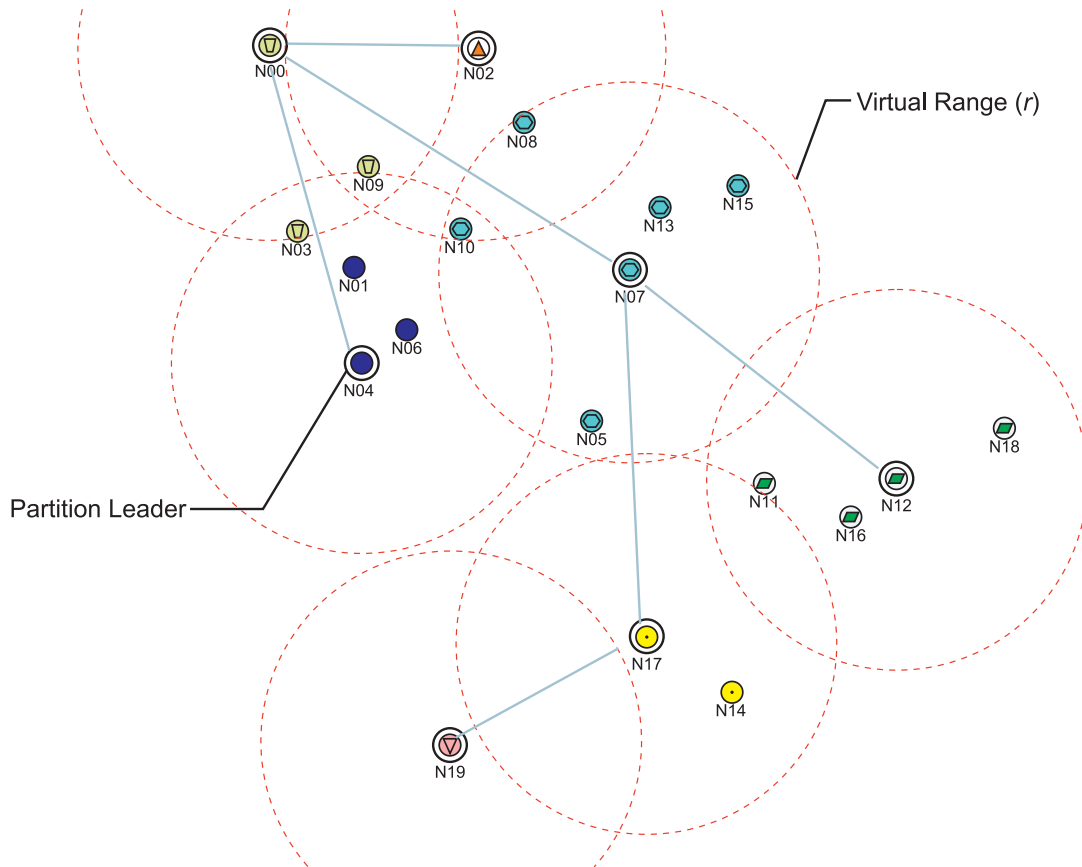 N00
N02
Virtual Range (r)
N08
N09
N15
N13
N10
N03
N01
N07
N06
N04
N05
N18
N11
N12
Partition Leader
N16
N17
N14
N19